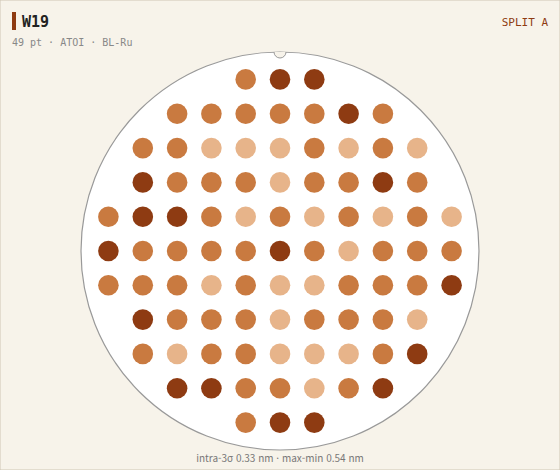 W19
SPLIT A
49 pt · ATOI · BL-Ru
intra-3σ 0.33 nm · max-min 0.54 nm